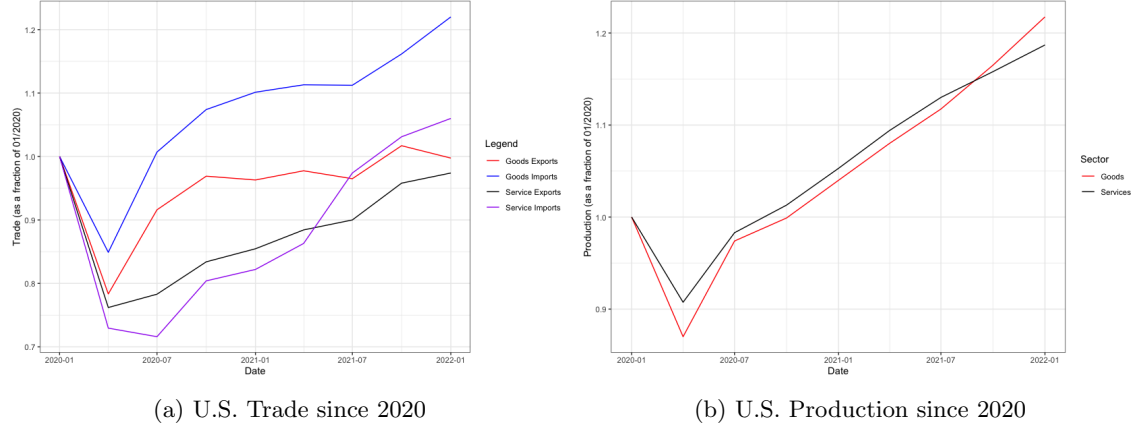 Trade (as a fraction of 01/2020)
1.2
1.1
1.0
0.9
0.8
0.7
2020-01
2020-07
2021-01
2021-07
2022-01
Date
Legend
Goods Exports
Goods Imports
Service Exports
Service Imports
(a) U.S. Trade since 2020
Production (as a fraction of 01/2020)
1.2
1.1
1.0
0.9
2020-01
2020-07
2021-01
2021-07
2022-01
Date
Sector
Goods
Services
(b) U.S. Production since 2020